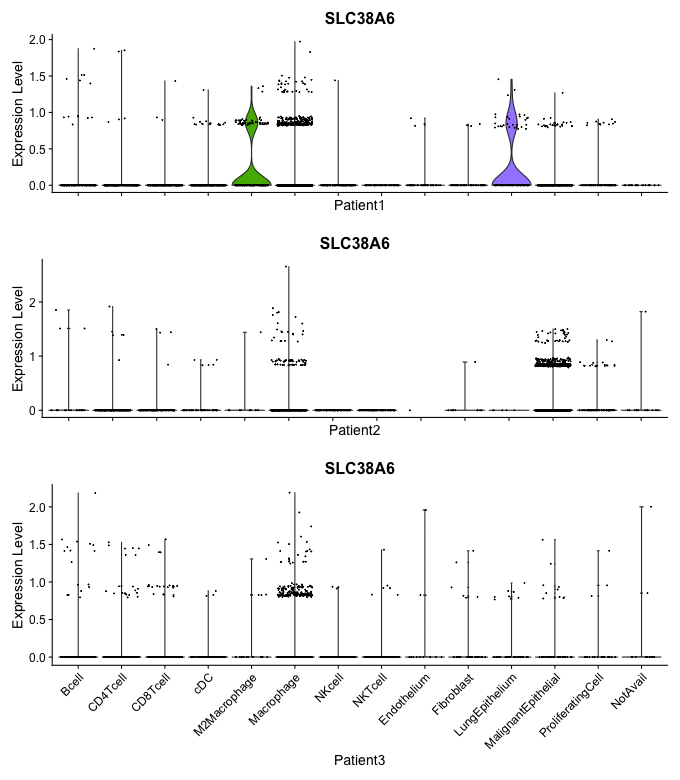 SLC38A6
Expression Level
2.0
1.5
1.0
0.5
0.0
Patient1
SLC38A6
Expression Level
2
1
0
Patient2
SLC38A6
Expression Level
2.0
1.5
1.0
0.5
0.0
Bcell
CD4Tcell
CD8Tcell
cDC
M2Macrophage
Macrophage
NKcell
NKTcell
Endothelium
Fibroblast
LungEpithelium
MalignantEpithelial
ProliferatingCell
NotAvail
Patient3